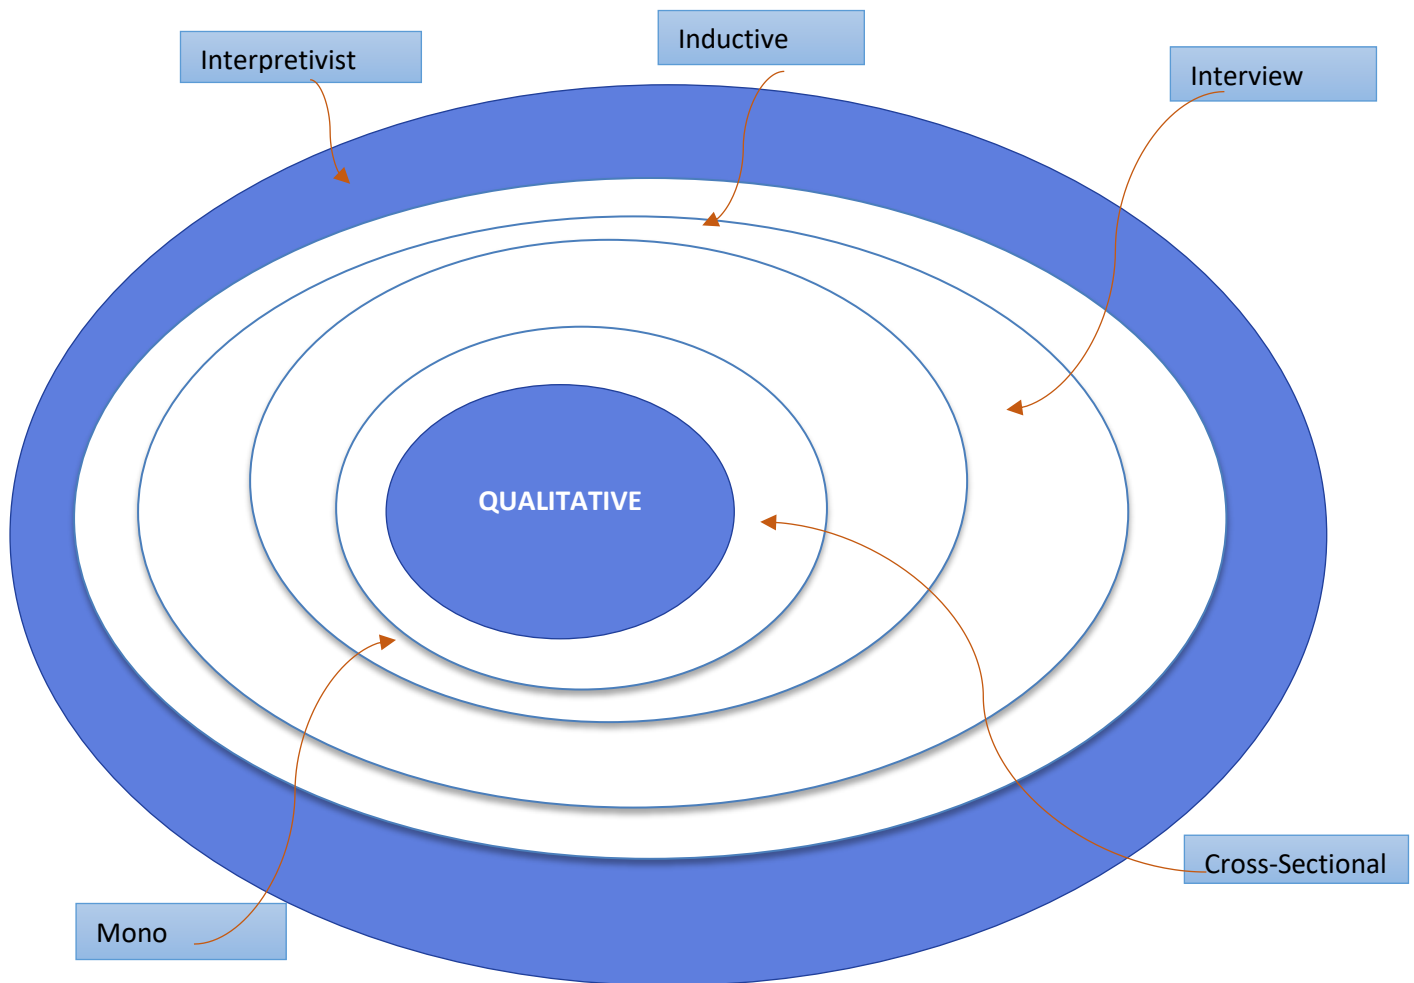 Inductive
Interpretivist
Interview
QUALITATIVE
Cross-Sectional
Mono